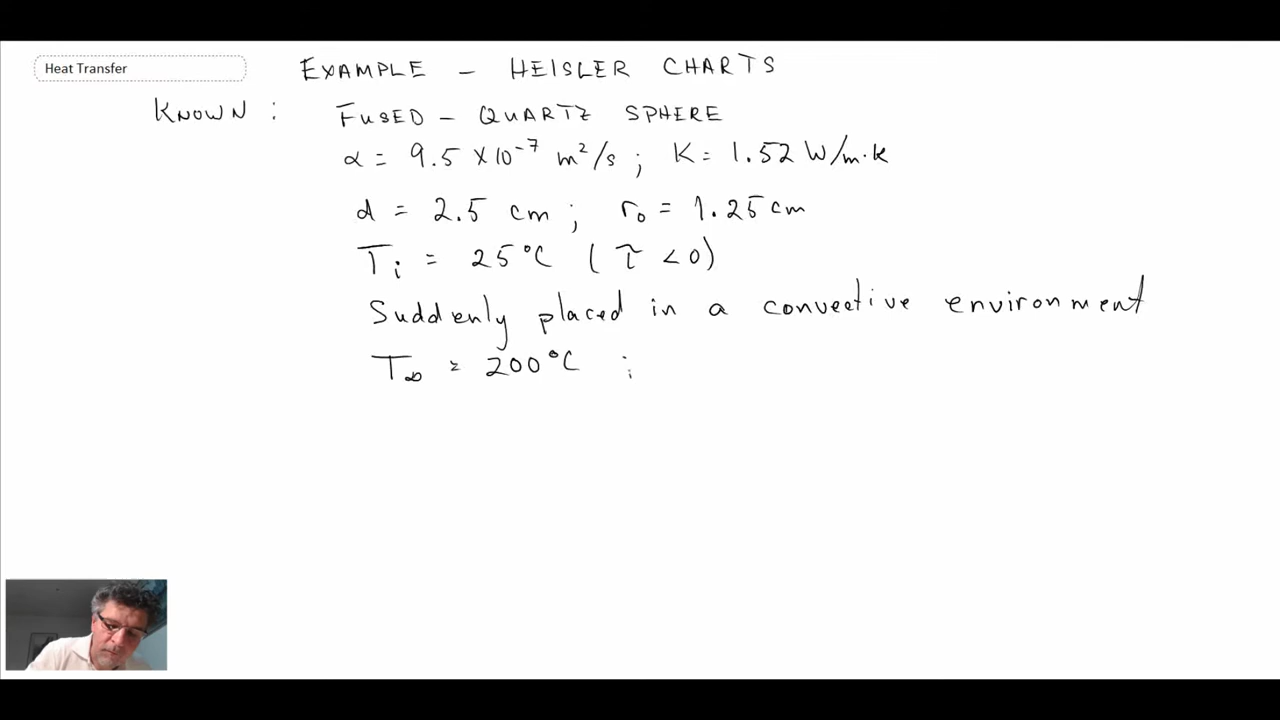 Heat Transfer
EXAMPLE – HEISLER CHARTS
KNOWN : FUSED – QUARTZ SPHERE
α = 9.5 × 10⁻⁷ m²/s ; K = 1.52 W/m·K
d = 2.5 cm ; r₀ = 1.25 cm
Tᵢ = 25°C ( τ < 0 )
Suddenly placed in a convective environment
T∞ = 200°C ;